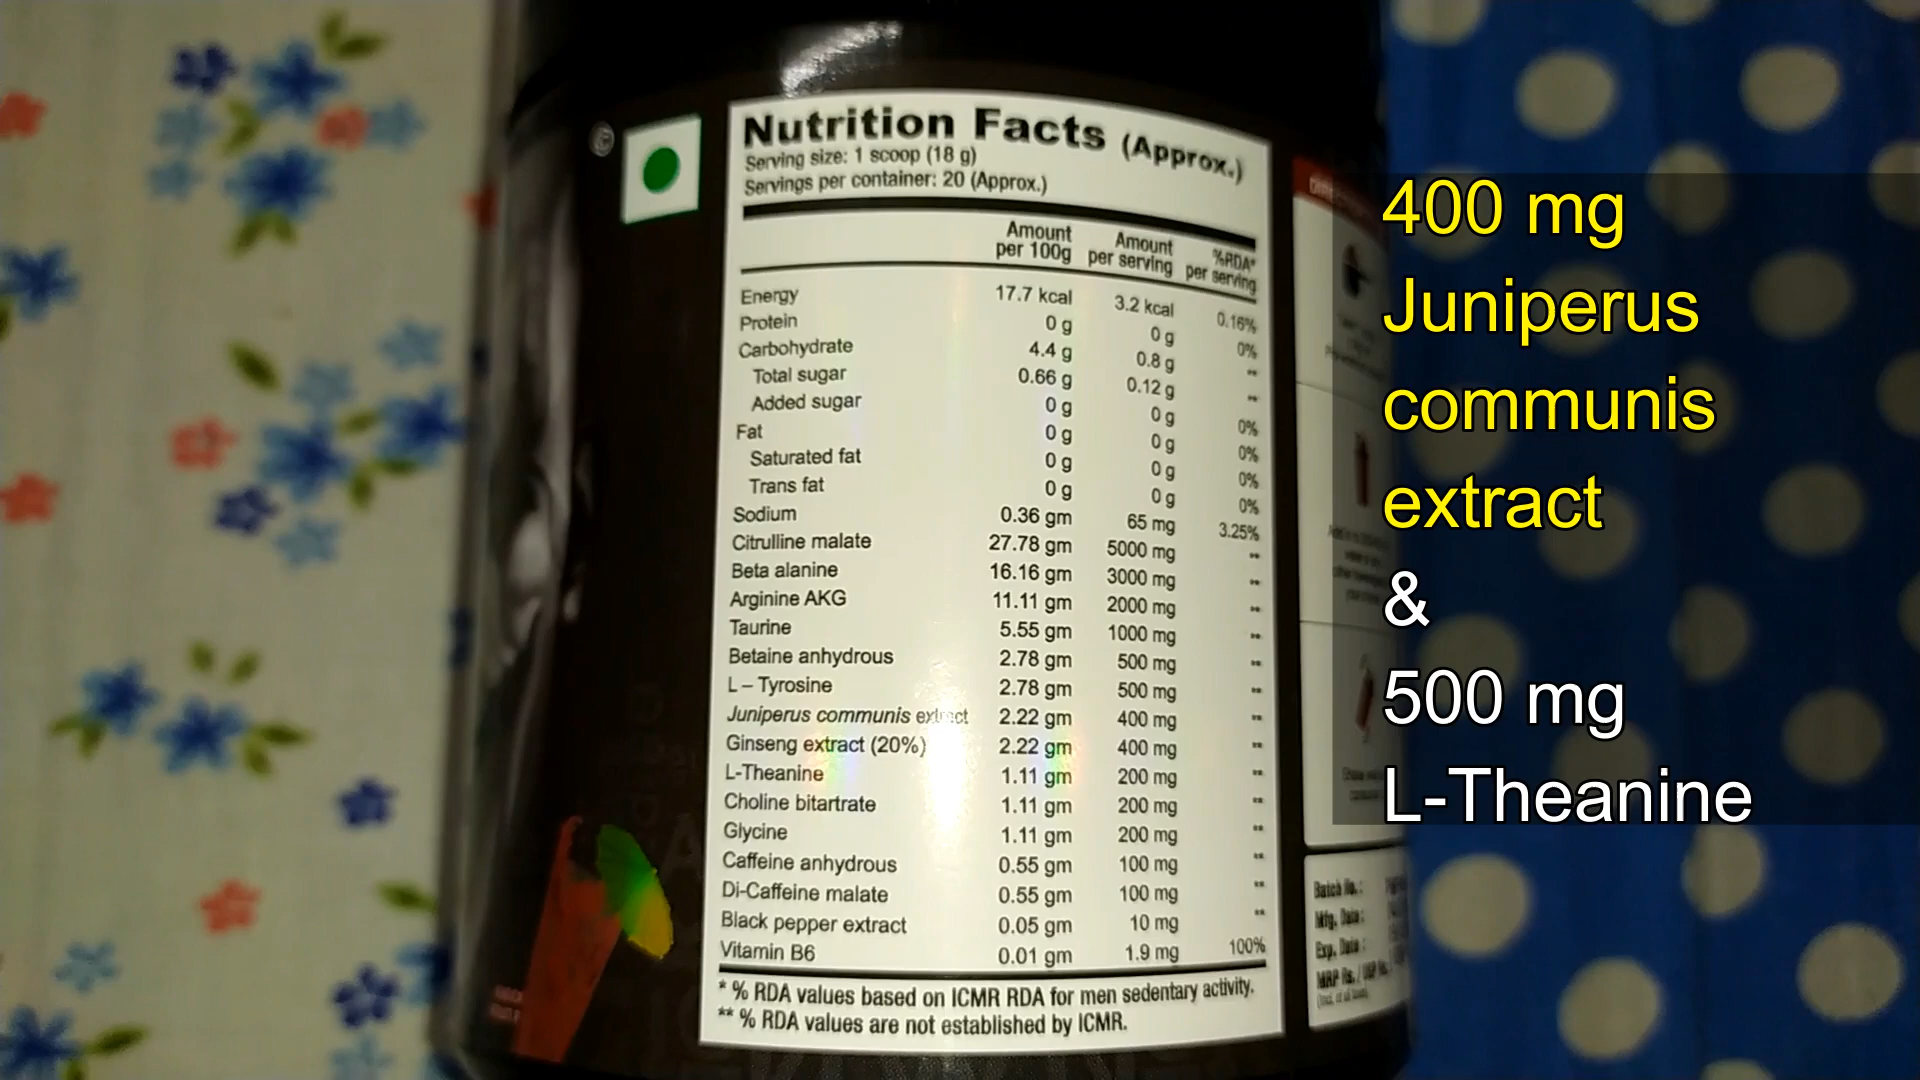 Nutrition Facts (Approx.)
Serving size: 1 scoop (18 g)
Servings per container: 20 (Approx.)
Amount per 100g Amount per serving %RDA* per serving
Energy 17.7 kcal 3.2 kcal 0.16%
Protein 0 g 0 g 0%
Carbohydrate 4.4 g 0.8 g **
Total sugar 0.66 g 0.12 g **
Added sugar 0 g 0 g 0%
Fat 0 g 0 g 0%
Saturated fat 0 g 0 g 0%
Trans fat 0 g 0 g 0%
Sodium 0.36 gm 65 mg 3.25%
Citrulline malate 27.78 gm 5000 mg **
Beta alanine 16.16 gm 3000 mg **
Arginine AKG 11.11 gm 2000 mg **
Taurine 5.55 gm 1000 mg **
Betaine anhydrous 2.78 gm 500 mg **
L – Tyrosine 2.78 gm 500 mg **
Juniperus communis extract 2.22 gm 400 mg **
Ginseng extract (20%) 2.22 gm 400 mg **
L-Theanine 1.11 gm 200 mg **
Choline bitartrate 1.11 gm 200 mg **
Glycine 1.11 gm 200 mg **
Caffeine anhydrous 0.55 gm 100 mg **
Di-Caffeine malate 0.55 gm 100 mg **
Black pepper extract 0.05 gm 10 mg **
Vitamin B6 0.01 gm 1.9 mg 100%
* % RDA values based on ICMR RDA for men sedentary activity.
** % RDA values are not established by ICMR.
Batch No. :
Mfg. Date :
Exp. Date :
MRP Rs. /
400 mg
Juniperus
communis
extract
&
500 mg
L-Theanine